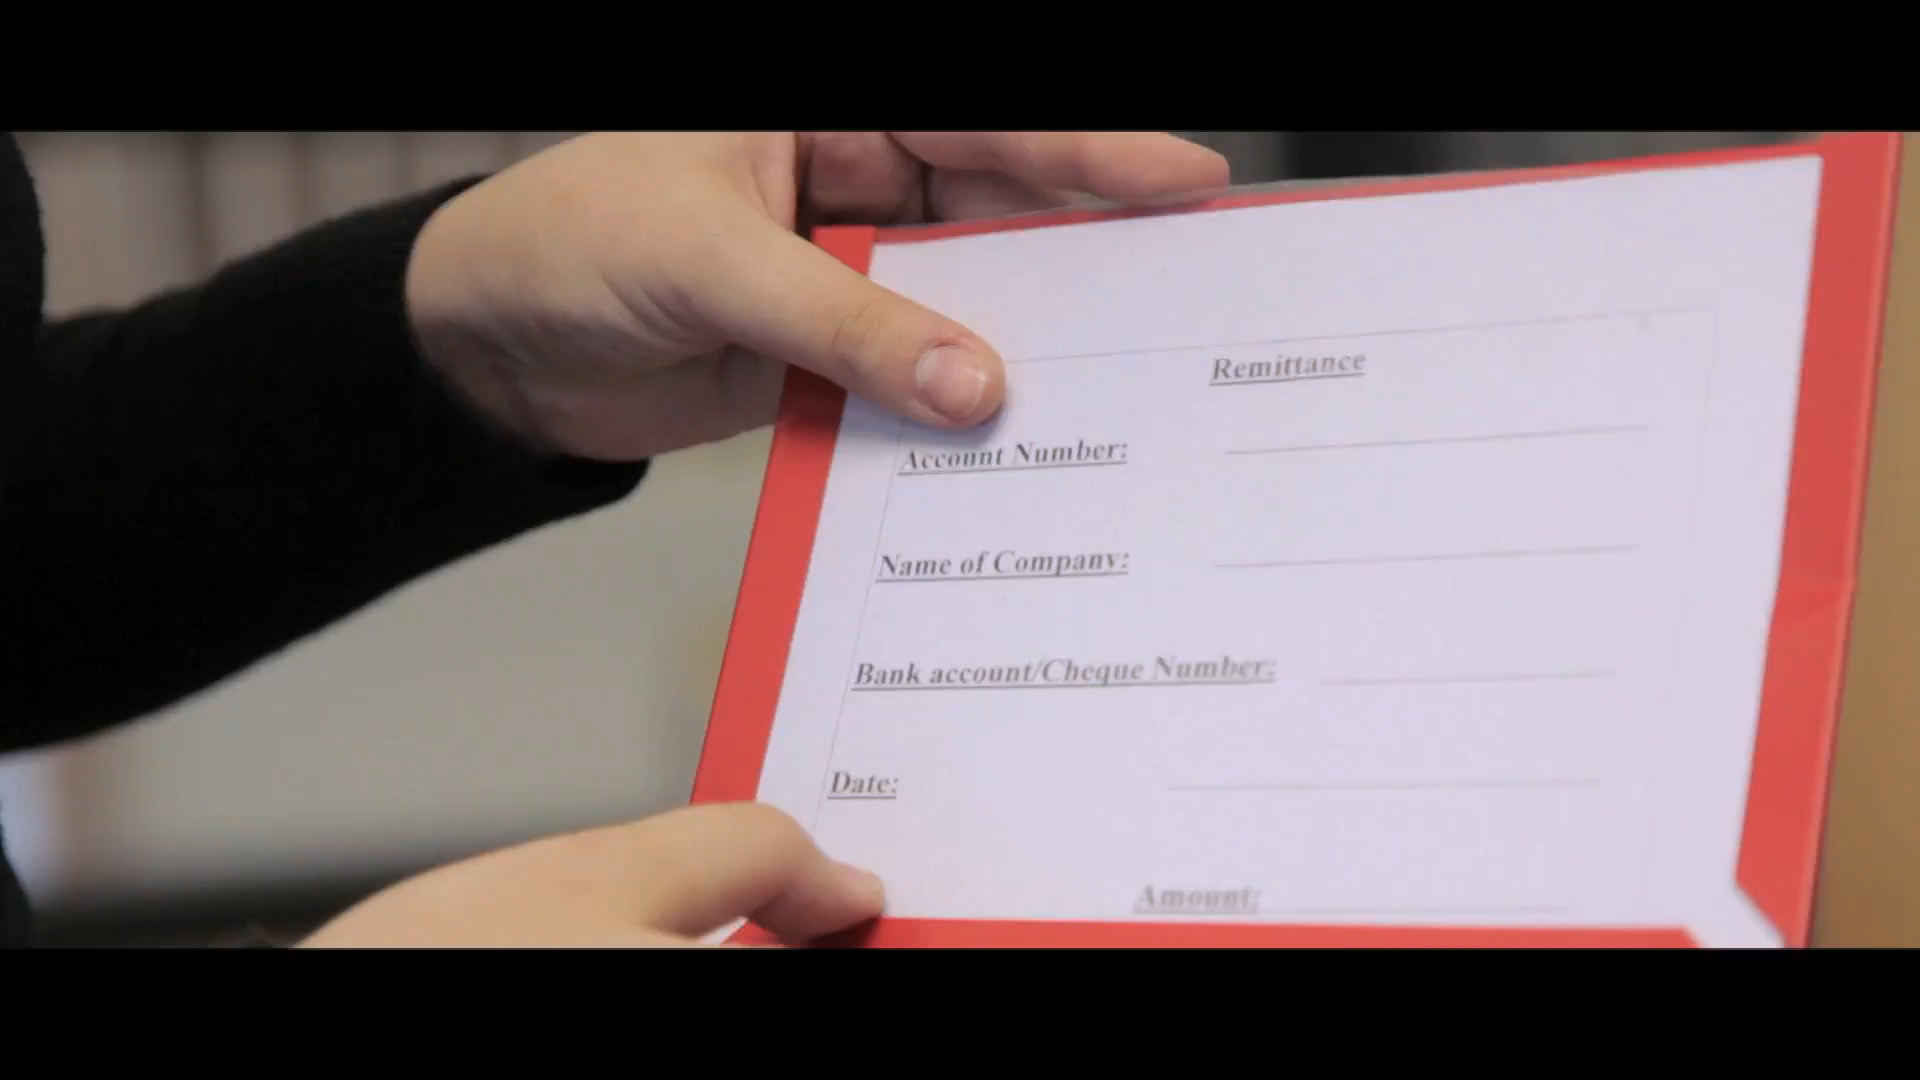 Remittance
Account Number:
Name of Company:
Bank account/Cheque Number:
Date:
Amount: